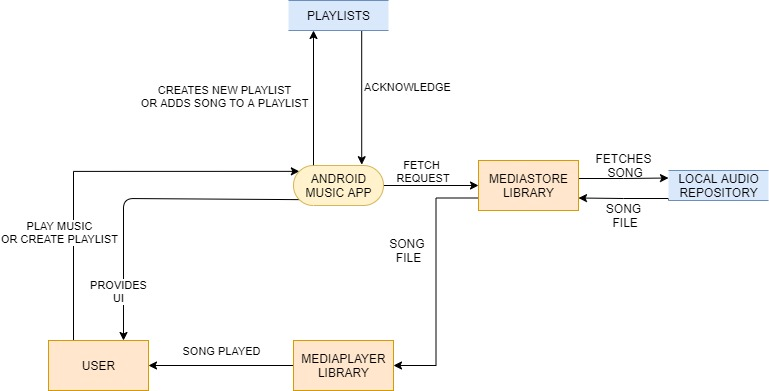 PLAYLISTS
CREATES NEW PLAYLIST
OR ADDS SONG TO A PLAYLIST
ACKNOWLEDGE
ANDROID
MUSIC APP
FETCH
REQUEST
MEDIASTORE
LIBRARY
FETCHES
SONG
LOCAL AUDIO
REPOSITORY
SONG
FILE
PLAY MUSIC
OR CREATE PLAYLIST
SONG
FILE
PROVIDES
UI
USER
SONG PLAYED
MEDIAPLAYER
LIBRARY